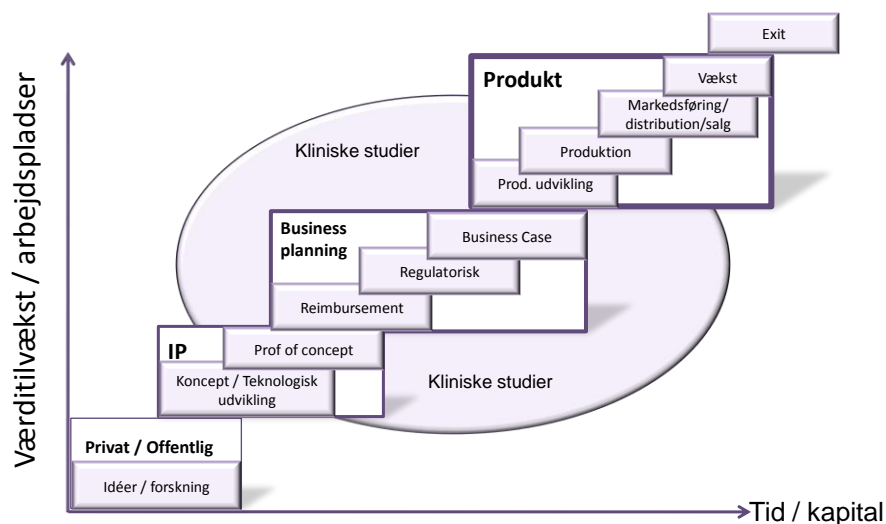 Exit
Produkt
Vækst
Markedsføring/
distribution/salg
Produktion
Prod. udvikling
Kliniske studier
Business
planning
Business Case
Regulatorisk
Reimbursement
IP
Prof of concept
Koncept / Teknologisk
udvikling
Kliniske studier
Privat / Offentlig
Idéer / forskning
Værditilvækst / arbejdspladser
Tid / kapital